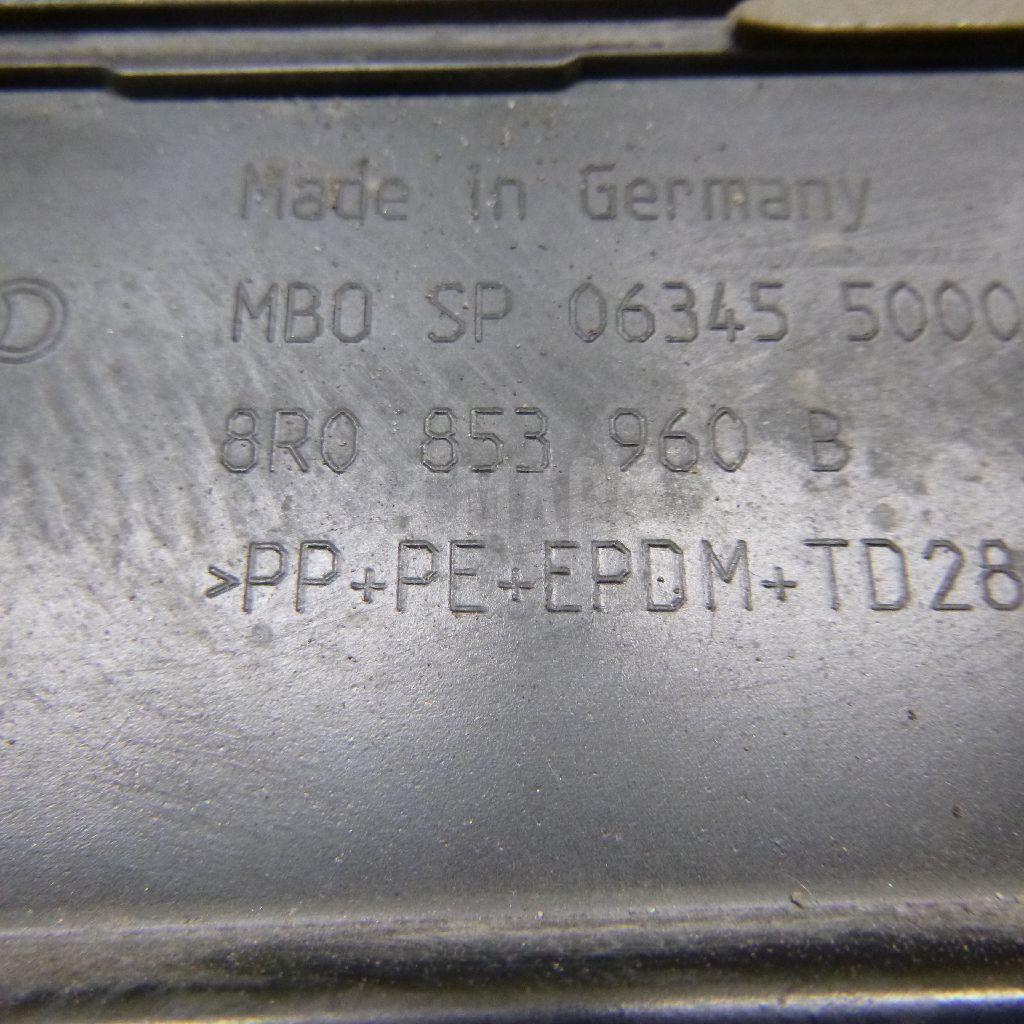 Made in Germany
MBO SP 06345 5000
8R0 853 960 B
>PP+PE+EPDM+TD28